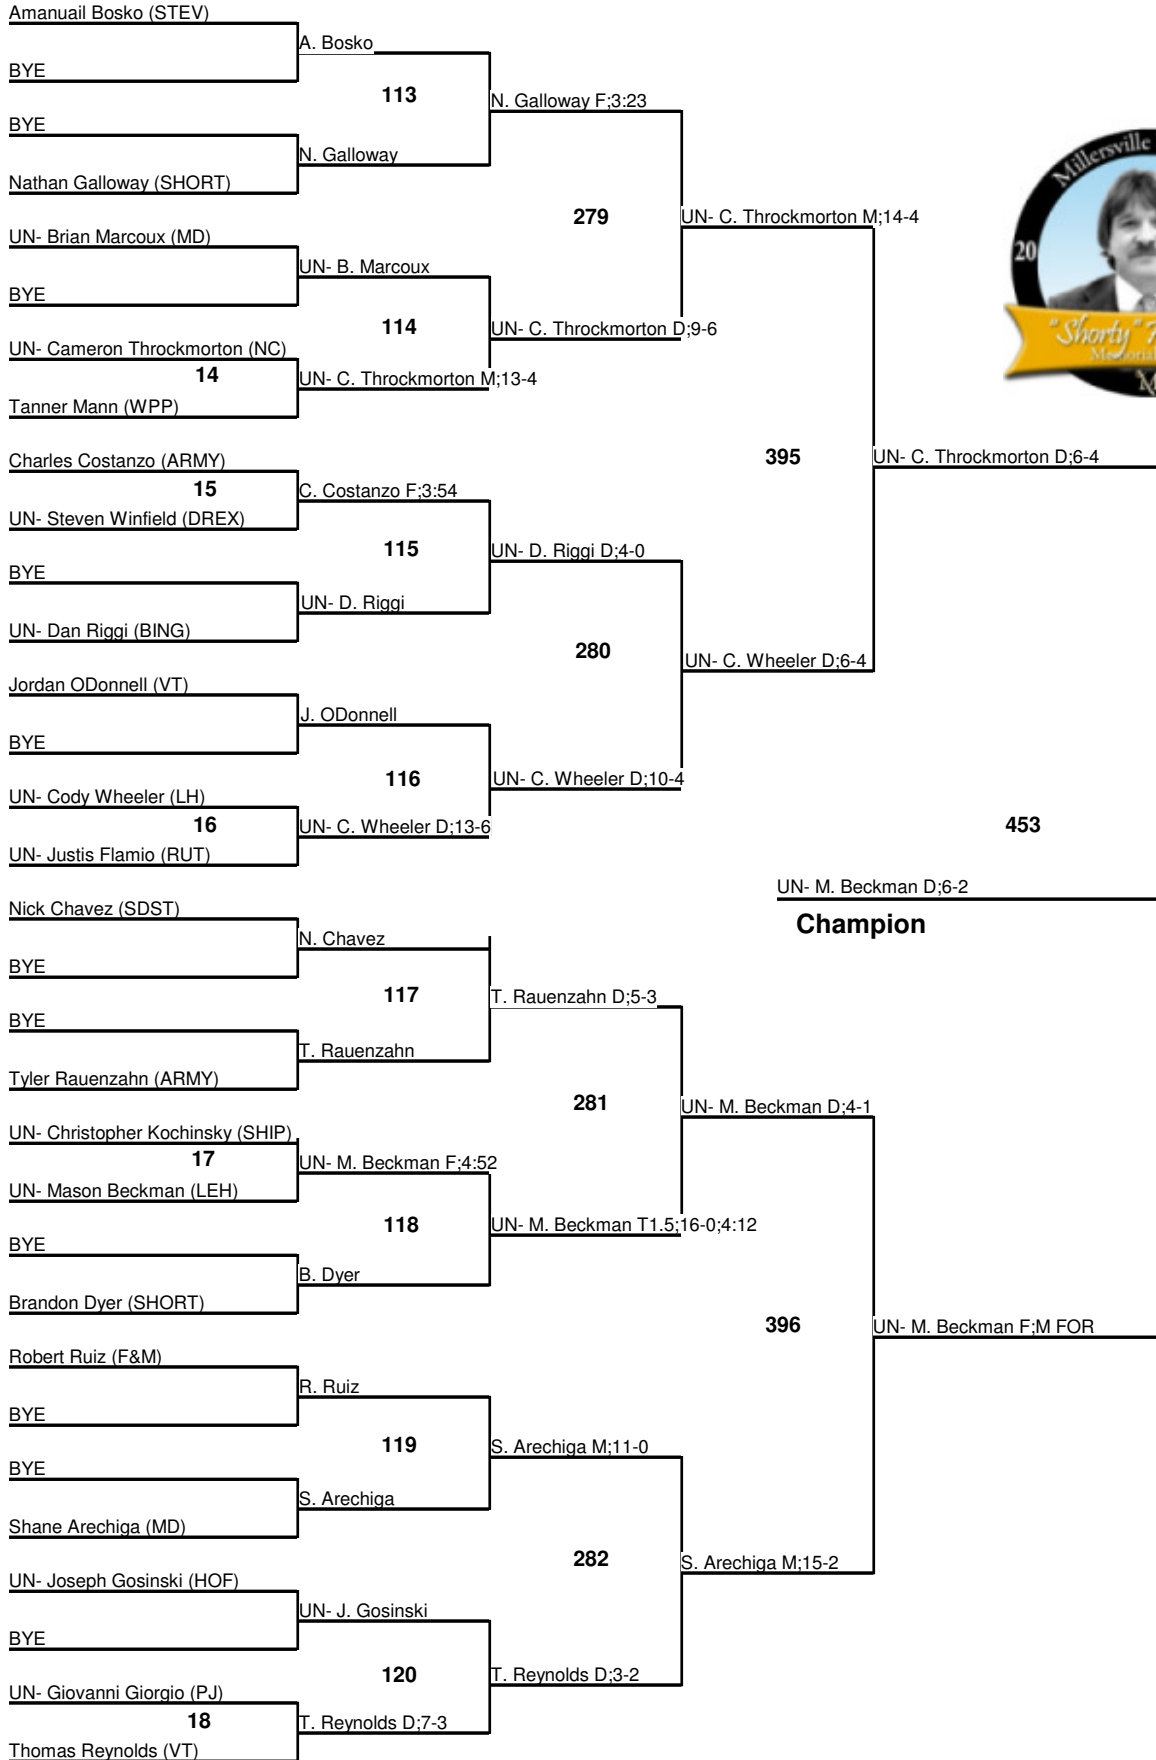 Amanuail Bosko (STEV)
A. Bosko
BYE
113
N. Galloway F;3:23
BYE
N. Galloway
Nathan Galloway (SHORT)
Millersville
279
UN- C. Throckmorton M;14-4
UN- Brian Marcoux (MD)
20
UN- B. Marcoux
BYE
114
UN- C. Throckmorton D;9-6
"Shorty"
Memorial
UN- Cameron Throckmorton (NC)
14
UN- C. Throckmorton M;13-4
Tanner Mann (WPP)
395
UN- C. Throckmorton D;6-4
Charles Costanzo (ARMY)
15
C. Costanzo F;3:54
UN- Steven Winfield (DREX)
115
UN- D. Riggi D;4-0
BYE
UN- D. Riggi
UN- Dan Riggi (BING)
280
UN- C. Wheeler D;6-4
Jordan ODonnell (VT)
J. ODonnell
BYE
116
UN- C. Wheeler D;10-4
UN- Cody Wheeler (LH)
16
UN- C. Wheeler D;13-6
453
UN- Justis Flamio (RUT)
UN- M. Beckman D;6-2
Champion
Nick Chavez (SDST)
N. Chavez
BYE
117
T. Rauenzahn D;5-3
BYE
T. Rauenzahn
Tyler Rauenzahn (ARMY)
281
UN- M. Beckman D;4-1
UN- Christopher Kochinsky (SHIP)
17
UN- M. Beckman F;4:52
UN- Mason Beckman (LEH)
118
UN- M. Beckman T1.5;16-0;4:12
BYE
B. Dyer
Brandon Dyer (SHORT)
396
UN- M. Beckman F;M FOR
Robert Ruiz (F&M)
R. Ruiz
BYE
119
S. Arechiga M;11-0
BYE
S. Arechiga
Shane Arechiga (MD)
282
S. Arechiga M;15-2
UN- Joseph Gosinski (HOF)
UN- J. Gosinski
BYE
120
T. Reynolds D;3-2
UN- Giovanni Giorgio (PJ)
18
T. Reynolds D;7-3
Thomas Reynolds (VT)